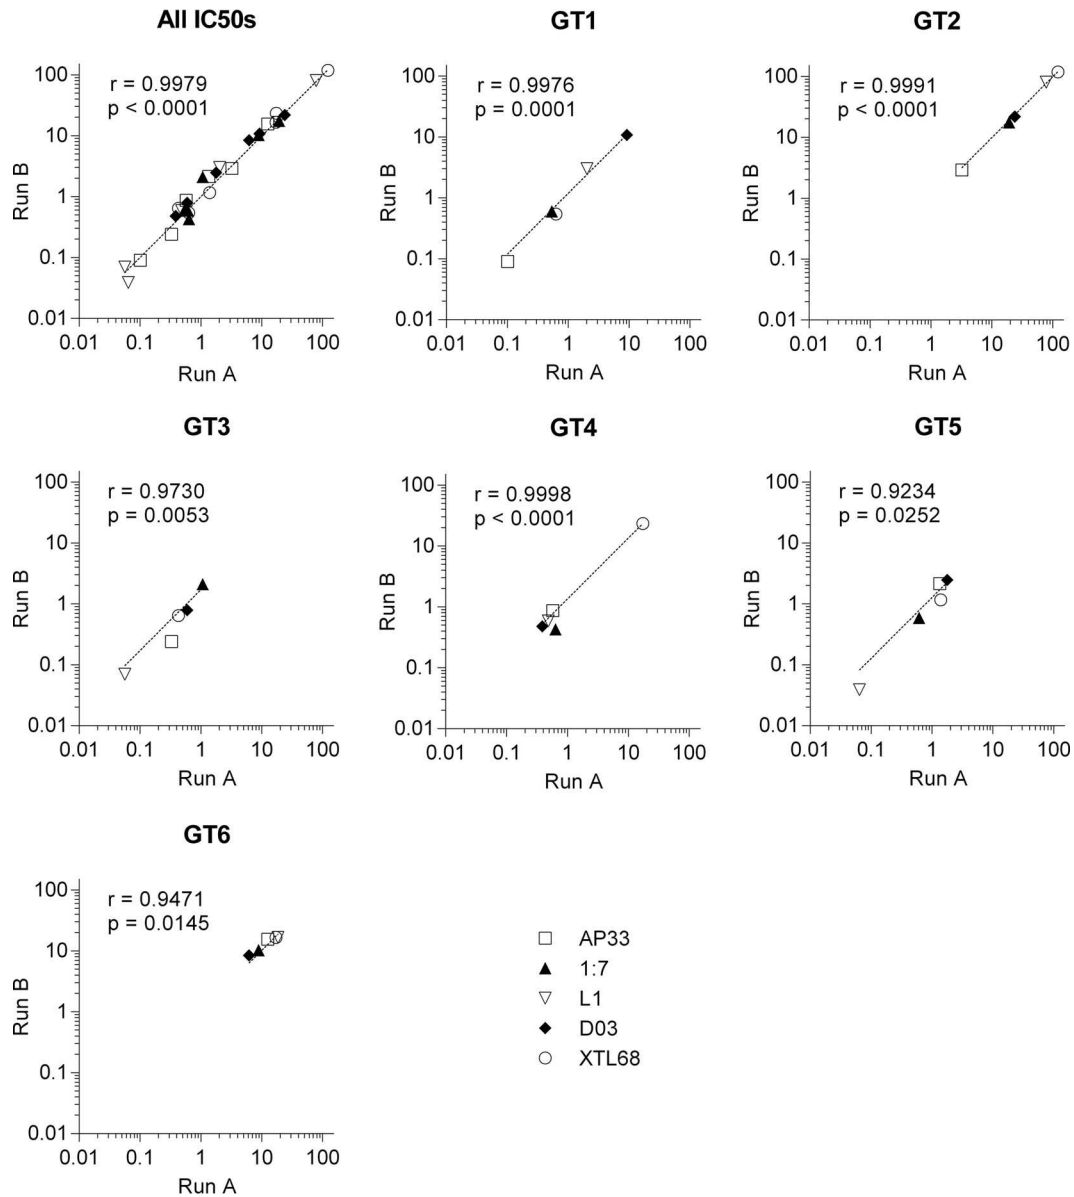 All IC50s
r = 0.9979
p < 0.0001
100
10
1
0.1
0.01
Run B
0.01 0.1 1 10 100
Run A
GT1
r = 0.9976
p = 0.0001
100
10
1
0.1
0.01
Run B
0.01 0.1 1 10 100
Run A
GT2
r = 0.9991
p < 0.0001
100
10
1
0.1
0.01
Run B
0.01 0.1 1 10 100
Run A
GT3
r = 0.9730
p = 0.0053
100
10
1
0.1
0.01
Run B
0.01 0.1 1 10 100
Run A
GT4
r = 0.9998
p < 0.0001
100
10
1
0.1
0.01
Run B
0.01 0.1 1 10 100
Run A
GT5
r = 0.9234
p = 0.0252
100
10
1
0.1
0.01
Run B
0.01 0.1 1 10 100
Run A
GT6
r = 0.9471
p = 0.0145
100
10
1
0.1
0.01
Run B
0.01 0.1 1 10 100
Run A
AP33
1:7
L1
D03
XTL68